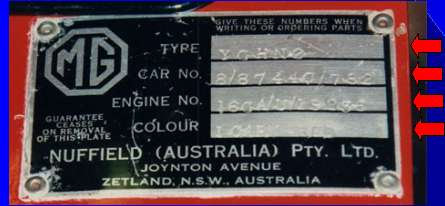 MG
GIVE THESE NUMBERS WHEN
WRITING OR ORDERING PARTS
TYPE YGHN2
CAR No.
ENGINE No.
COLOUR
GUARANTEE
CEASES
ON REMOVAL
OF THIS PLATE
NUFFIELD (AUSTRALIA) PTY. LTD.
JOYNTON AVENUE
ZETLAND, N.S.W., AUSTRALIA